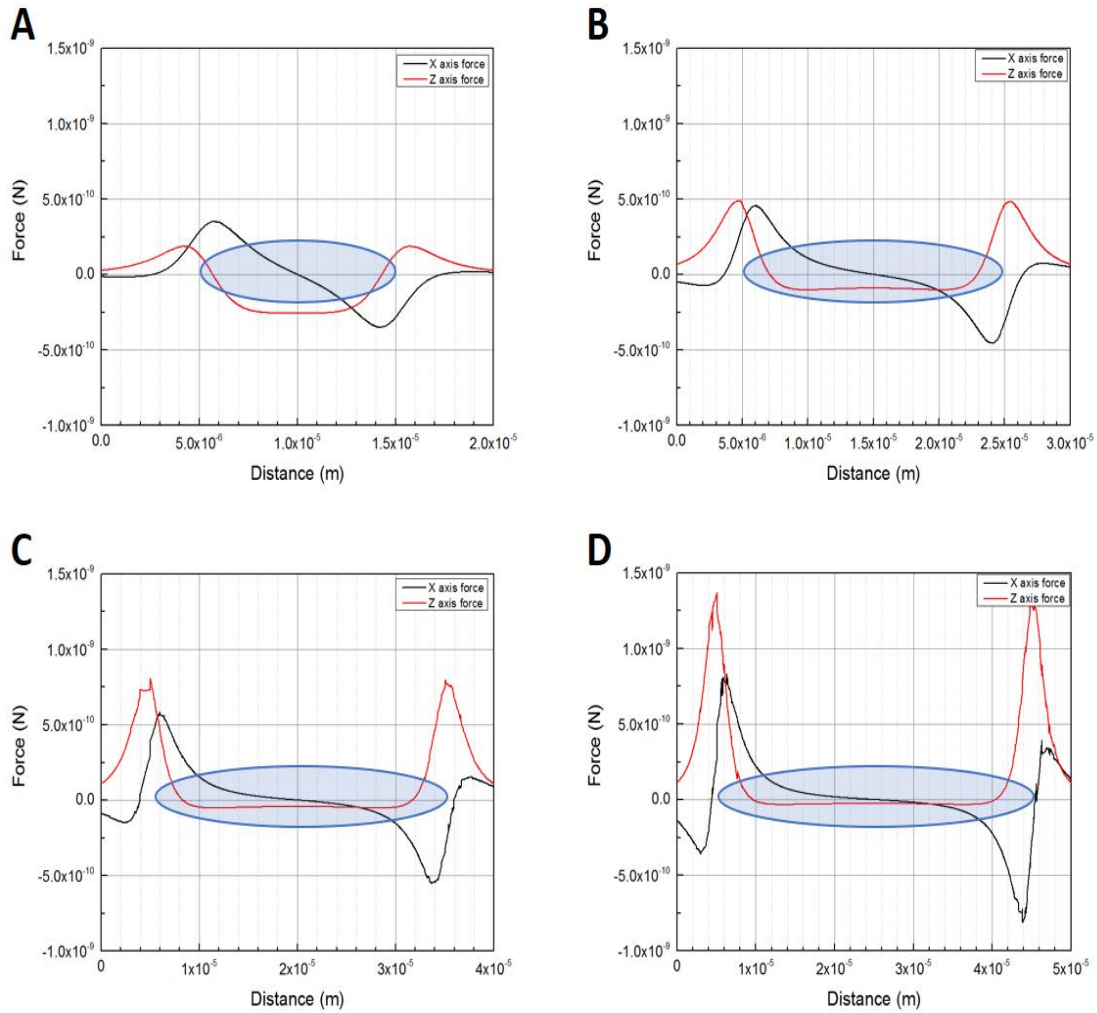 A
B
1.5x10⁻⁹
1.0x10⁻⁹
5.0x10⁻¹⁰
0.0
-5.0x10⁻¹⁰
-1.0x10⁻⁹
Force (N)
X axis force
Z axis force
0.0 5.0x10⁻⁶ 1.0x10⁻⁵ 1.5x10⁻⁵ 2.0x10⁻⁵
Distance (m)
1.5x10⁻⁹
1.0x10⁻⁹
5.0x10⁻¹⁰
0.0
-5.0x10⁻¹⁰
-1.0x10⁻⁹
Force (N)
X axis force
Z axis force
0.0 5.0x10⁻⁶ 1.0x10⁻⁵ 1.5x10⁻⁵ 2.0x10⁻⁵ 2.5x10⁻⁵ 3.0x10⁻⁵
Distance (m)
C
D
1.5x10⁻⁹
1.0x10⁻⁹
5.0x10⁻¹⁰
0.0
-5.0x10⁻¹⁰
-1.0x10⁻⁹
Force (N)
X axis force
Z axis force
0 1x10⁻⁵ 2x10⁻⁵ 3x10⁻⁵ 4x10⁻⁵
Distance (m)
1.5x10⁻⁹
1.0x10⁻⁹
5.0x10⁻¹⁰
0.0
-5.0x10⁻¹⁰
-1.0x10⁻⁹
Force (N)
X axis force
Z axis force
0 1x10⁻⁵ 2x10⁻⁵ 3x10⁻⁵ 4x10⁻⁵ 5x10⁻⁵
Distance (m)